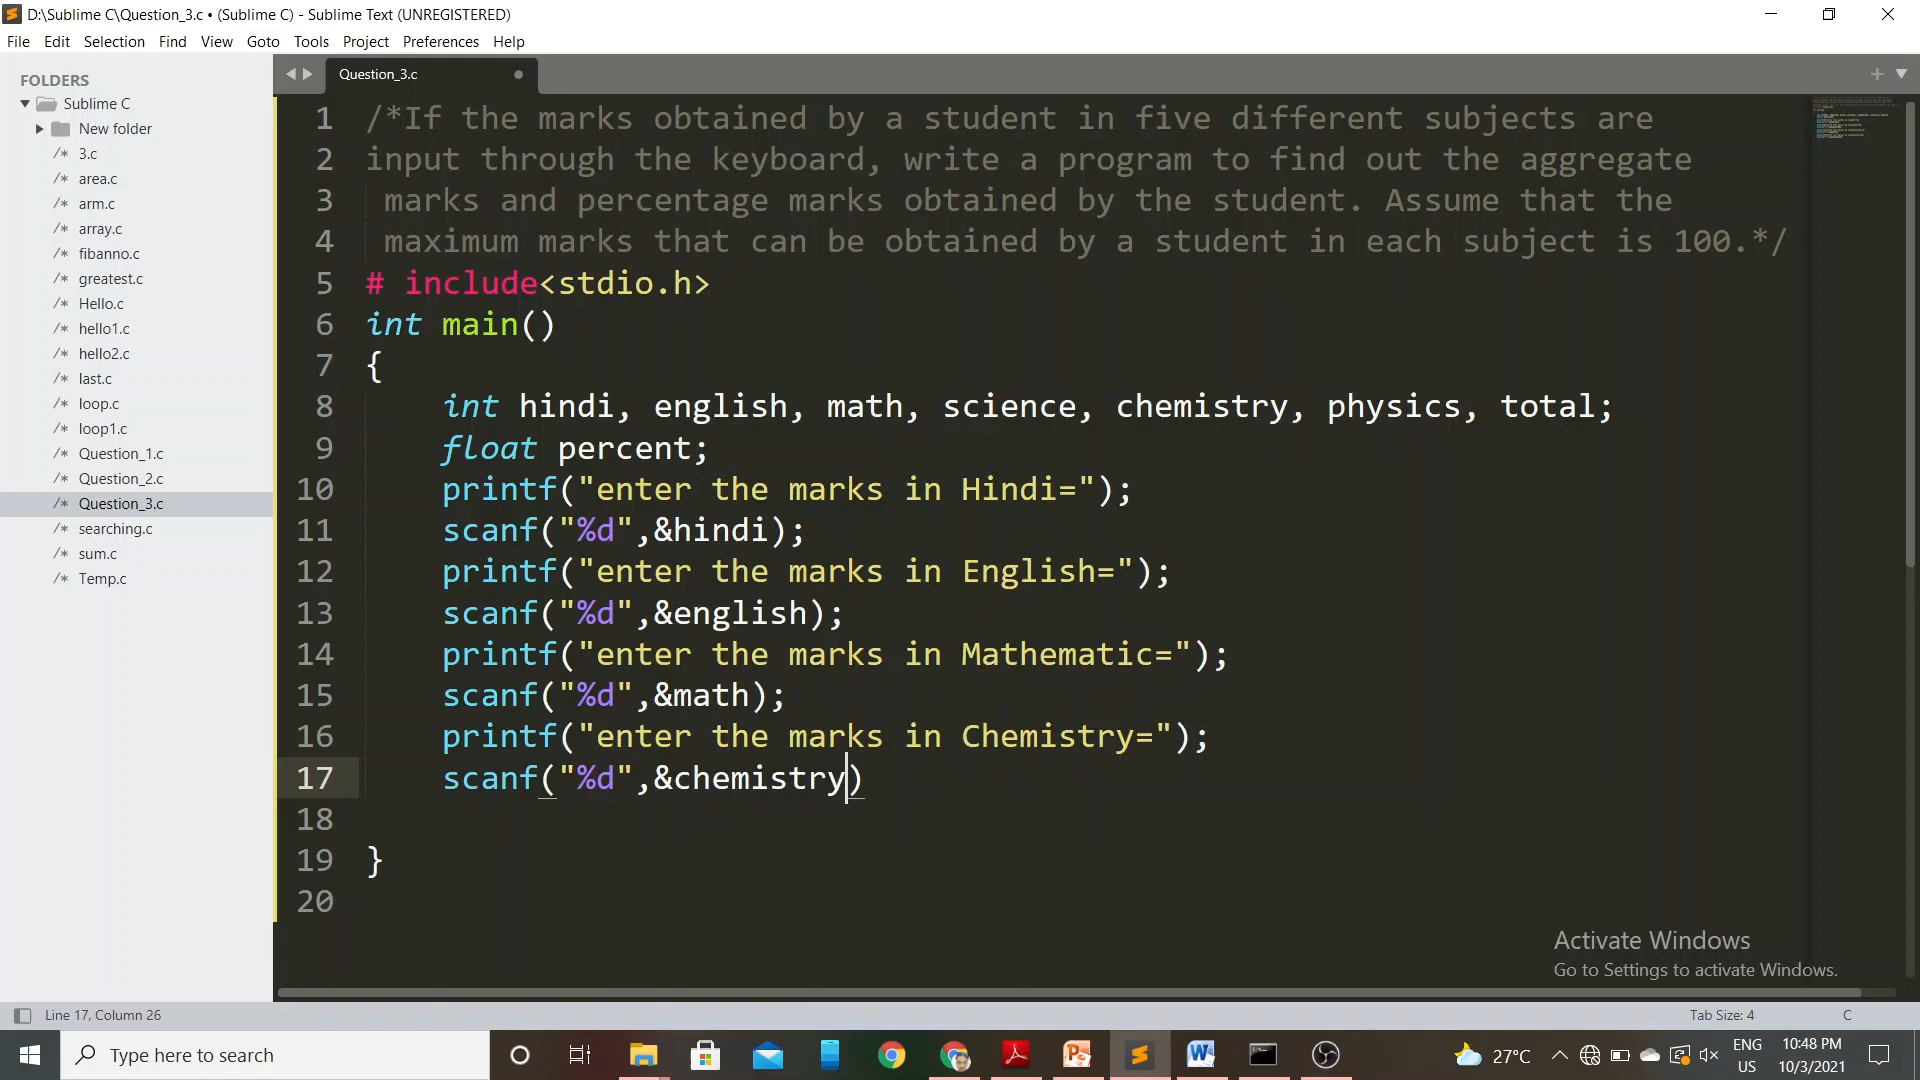 D:\Sublime C\Question_3.c • (Sublime C) - Sublime Text (UNREGISTERED)
File Edit Selection Find View Goto Tools Project Preferences Help
FOLDERS
Sublime C
New folder
/* 3.c
/* area.c
/* arm.c
/* array.c
/* fibanno.c
/* greatest.c
/* Hello.c
/* hello1.c
/* hello2.c
/* last.c
/* loop.c
/* loop1.c
/* Question_1.c
/* Question_2.c
/* Question_3.c
/* searching.c
/* sum.c
/* Temp.c
Question_3.c
1 /*If the marks obtained by a student in five different subjects are
2 input through the keyboard, write a program to find out the aggregate
3 marks and percentage marks obtained by the student. Assume that the
4 maximum marks that can be obtained by a student in each subject is 100.*/
5 # include<stdio.h>
6 int main()
7 {
8 int hindi, english, math, science, chemistry, physics, total;
9 float percent;
10 printf("enter the marks in Hindi=");
11 scanf("%d",&hindi);
12 printf("enter the marks in English=");
13 scanf("%d",&english);
14 printf("enter the marks in Mathematic=");
15 scanf("%d",&math);
16 printf("enter the marks in Chemistry=");
17 scanf("%d",&chemistry)
18
19 }
20
Activate Windows
Go to Settings to activate Windows.
Line 17, Column 26
Tab Size: 4
C
Type here to search
27°C
ENG
US
10:48 PM
10/3/2021